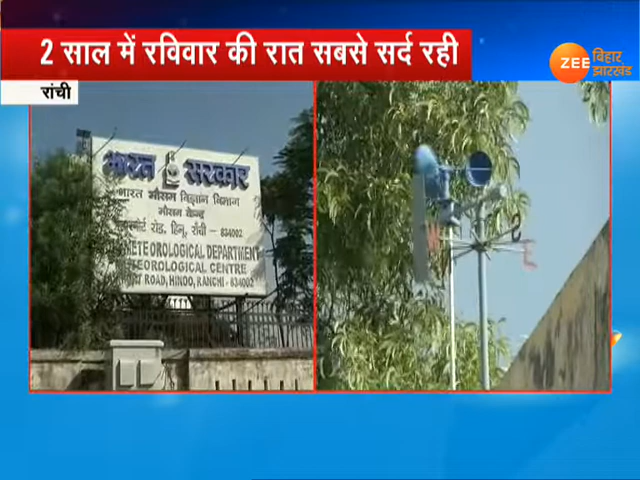 2 साल में रविवार की रात सबसे सर्द रही
ZEE बिहार झारखंड
रांची
भारत सरकार
भारत मौसम विज्ञान विभाग
मौसम केन्द्र
रोड, हिनू, रांची - 834002
METEOROLOGICAL DEPARTMENT
METEOROLOGICAL CENTRE
ROAD, HINOO, RANCHI - 834002